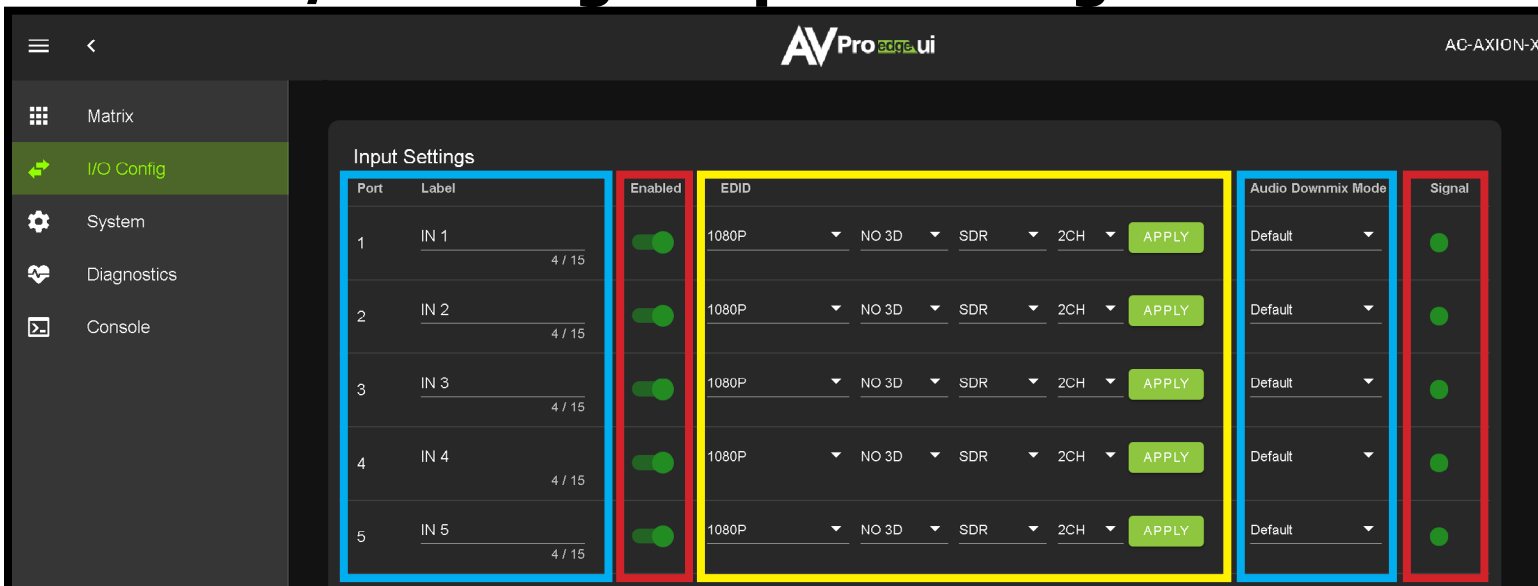 AVPro edge.ui
AC-AXION-X
Matrix
I/O Config
System
Diagnostics
Console
Input Settings
Port Label Enabled EDID Audio Downmix Mode Signal
1 IN 1 1080P NO 3D SDR 2CH APPLY Default
4 / 15
2 IN 2 1080P NO 3D SDR 2CH APPLY Default
4 / 15
3 IN 3 1080P NO 3D SDR 2CH APPLY Default
4 / 15
4 IN 4 1080P NO 3D SDR 2CH APPLY Default
4 / 15
5 IN 5 1080P NO 3D SDR 2CH APPLY Default
4 / 15